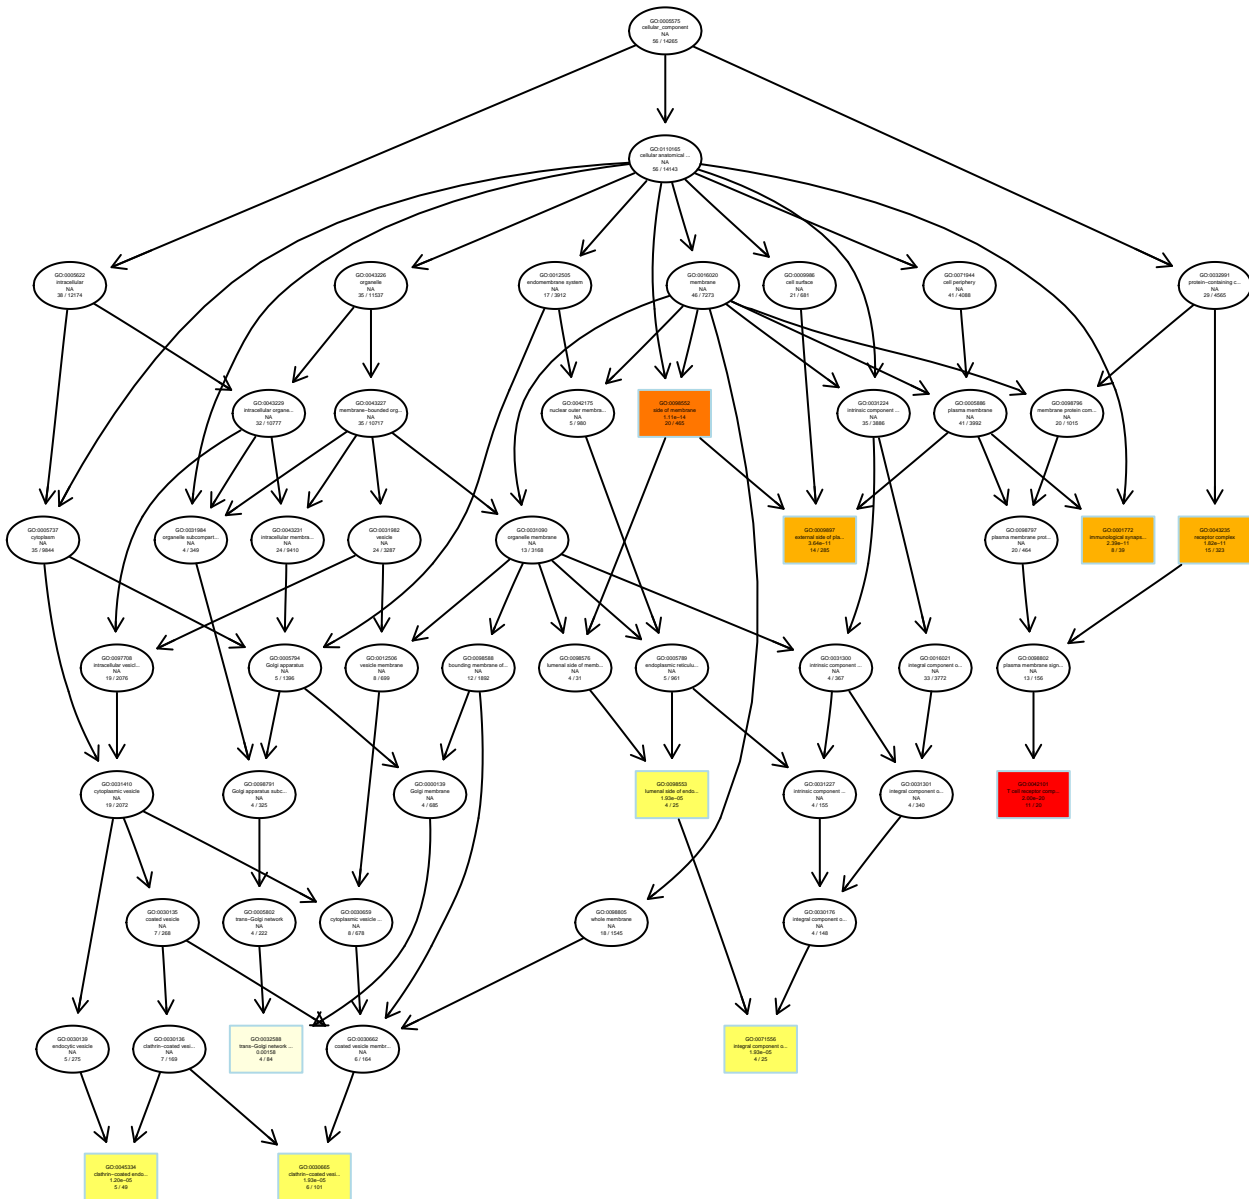 GO:0005575
cellular_component
NA
56 / 14265
GO:0110165
cellular anatomical ...
NA
56 / 14143
GO:0005622
intracellular
NA
38 / 12174
GO:0043226
organelle
NA
35 / 11537
GO:0012505
endomembrane system
NA
17 / 3912
GO:0016020
membrane
NA
46 / 7273
GO:0009986
cell surface
NA
21 / 681
GO:0071944
cell periphery
NA
41 / 4088
GO:0032991
protein−containing c...
NA
29 / 4565
GO:0043229
intracellular organe...
NA
32 / 10777
GO:0043227
membrane−bounded org...
NA
35 / 10717
GO:0042175
nuclear outer membra...
NA
5 / 980
GO:0098552
side of membrane
1.11e−14
20 / 465
GO:0031224
intrinsic component ...
NA
35 / 3886
GO:0005886
plasma membrane
NA
41 / 3992
GO:0098796
membrane protein com...
NA
20 / 1015
GO:0005737
cytoplasm
NA
35 / 9844
GO:0031984
organelle subcompart...
NA
4 / 349
GO:0043231
intracellular membra...
NA
24 / 9410
GO:0031982
vesicle
NA
24 / 3287
GO:0031090
organelle membrane
NA
13 / 3168
GO:0009897
external side of pla...
3.64e−11
14 / 285
GO:0098797
plasma membrane prot...
NA
20 / 464
GO:0001772
immunological synaps...
2.39e−11
8 / 39
GO:0043235
receptor complex
1.82e−11
15 / 323
GO:0097708
intracellular vesicl...
NA
19 / 2076
GO:0005794
Golgi apparatus
NA
5 / 1396
GO:0012506
vesicle membrane
NA
8 / 699
GO:0098588
bounding membrane of...
NA
12 / 1892
GO:0098576
lumenal side of memb...
NA
4 / 31
GO:0005789
endoplasmic reticulu...
NA
5 / 961
GO:0031300
intrinsic component ...
NA
4 / 367
GO:0016021
integral component o...
NA
33 / 3772
GO:0098802
plasma membrane sign...
NA
13 / 156
GO:0031410
cytoplasmic vesicle
NA
19 / 2072
GO:0098791
Golgi apparatus subc...
NA
4 / 325
GO:0000139
Golgi membrane
NA
4 / 685
GO:0098553
lumenal side of endo...
1.93e−05
4 / 25
GO:0031227
intrinsic component ...
NA
4 / 155
GO:0031301
integral component o...
NA
4 / 340
T cell receptor comp...
GO:0030135
coated vesicle
NA
7 / 268
GO:0005802
trans−Golgi network
NA
4 / 222
GO:0030659
cytoplasmic vesicle ...
NA
8 / 678
GO:0098805
whole membrane
NA
18 / 1545
GO:0030176
integral component o...
NA
4 / 148
GO:0030139
endocytic vesicle
NA
5 / 275
GO:0030136
clathrin−coated vesi...
NA
7 / 169
GO:0032588
trans−Golgi network ...
0.00158
4 / 84
GO:0030662
coated vesicle membr...
NA
6 / 164
GO:0071556
integral component o...
1.93e−05
4 / 25
GO:0045334
clathrin−coated endo...
1.20e−05
5 / 49
GO:0030665
clathrin−coated vesi...
1.93e−05
6 / 101